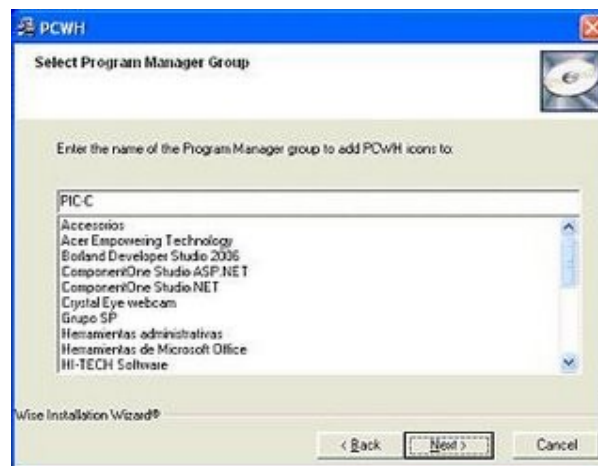 PCWH
Select Program Manager Group
Enter the name of the Program Manager group to add PCWH icons to:
PIC-C
Accesorios
Acer Empowering Technology
Borland Developer Studio 2006
ComponentOne Studio ASP.NET
ComponentOne Studio.NET
Crystal Eye webcam
Grupo SP
Herramientas administrativas
Herramientas de Microsoft Office
HI-TECH Software
Wise Installation Wizard®
< Back
Next >
Cancel